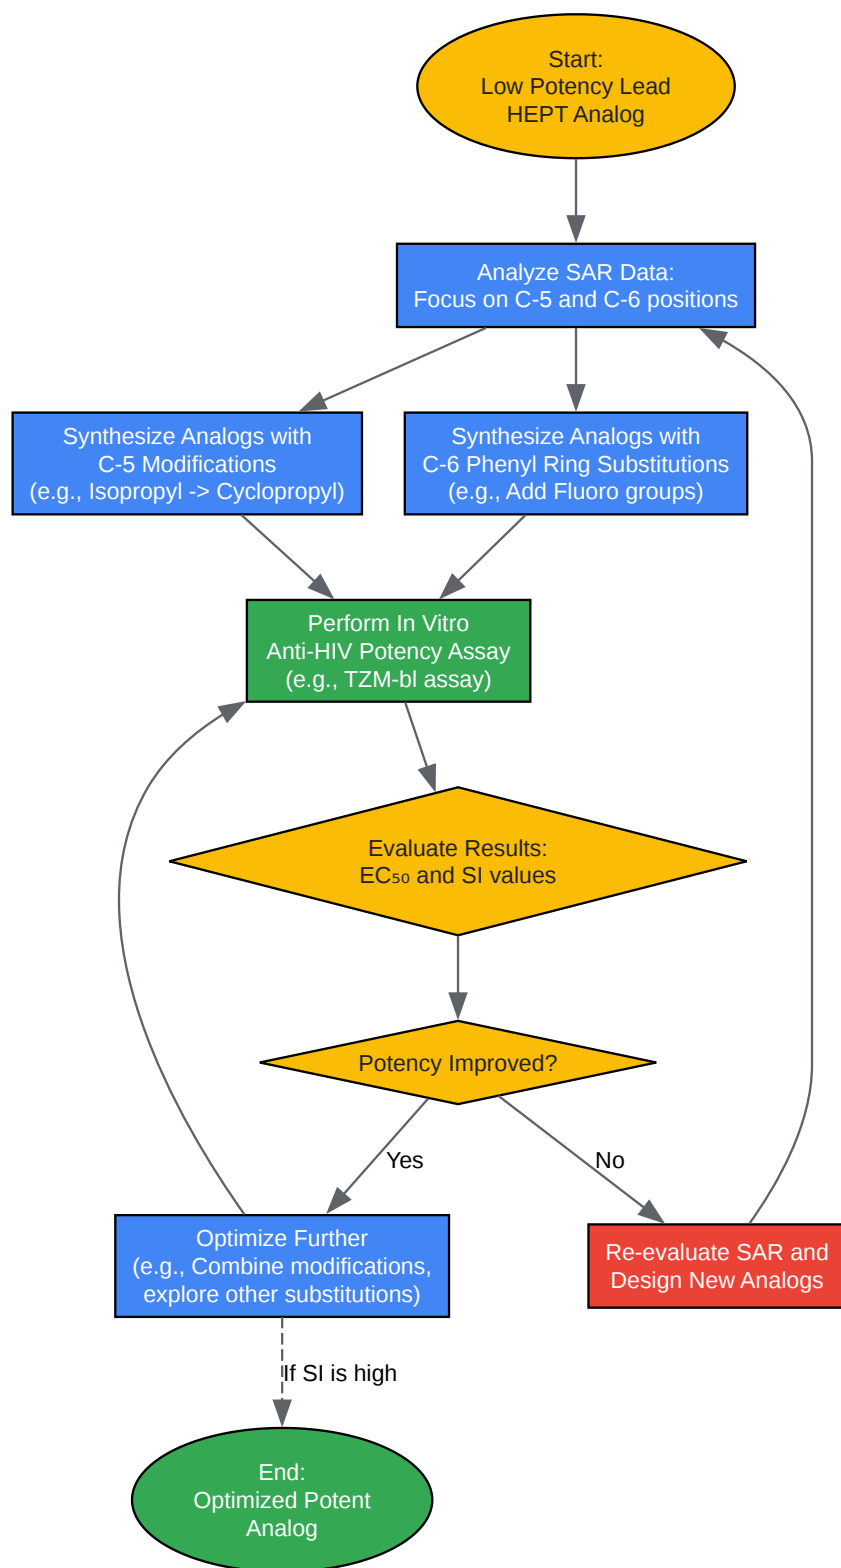 Start:
Low Potency Lead
HEPT Analog
Analyze SAR Data:
Focus on C-5 and C-6 positions
Synthesize Analogs with
C-5 Modifications
(e.g., Isopropyl -> Cyclopropyl)
Synthesize Analogs with
C-6 Phenyl Ring Substitutions
(e.g., Add Fluoro groups)
Perform In Vitro
Anti-HIV Potency Assay
(e.g., TZM-bl assay)
Evaluate Results:
EC₅₀ and SI values
Potency Improved?
Yes
No
Optimize Further
(e.g., Combine modifications,
explore other substitutions)
Re-evaluate SAR and
Design New Analogs
If SI is high
End:
Optimized Potent
Analog